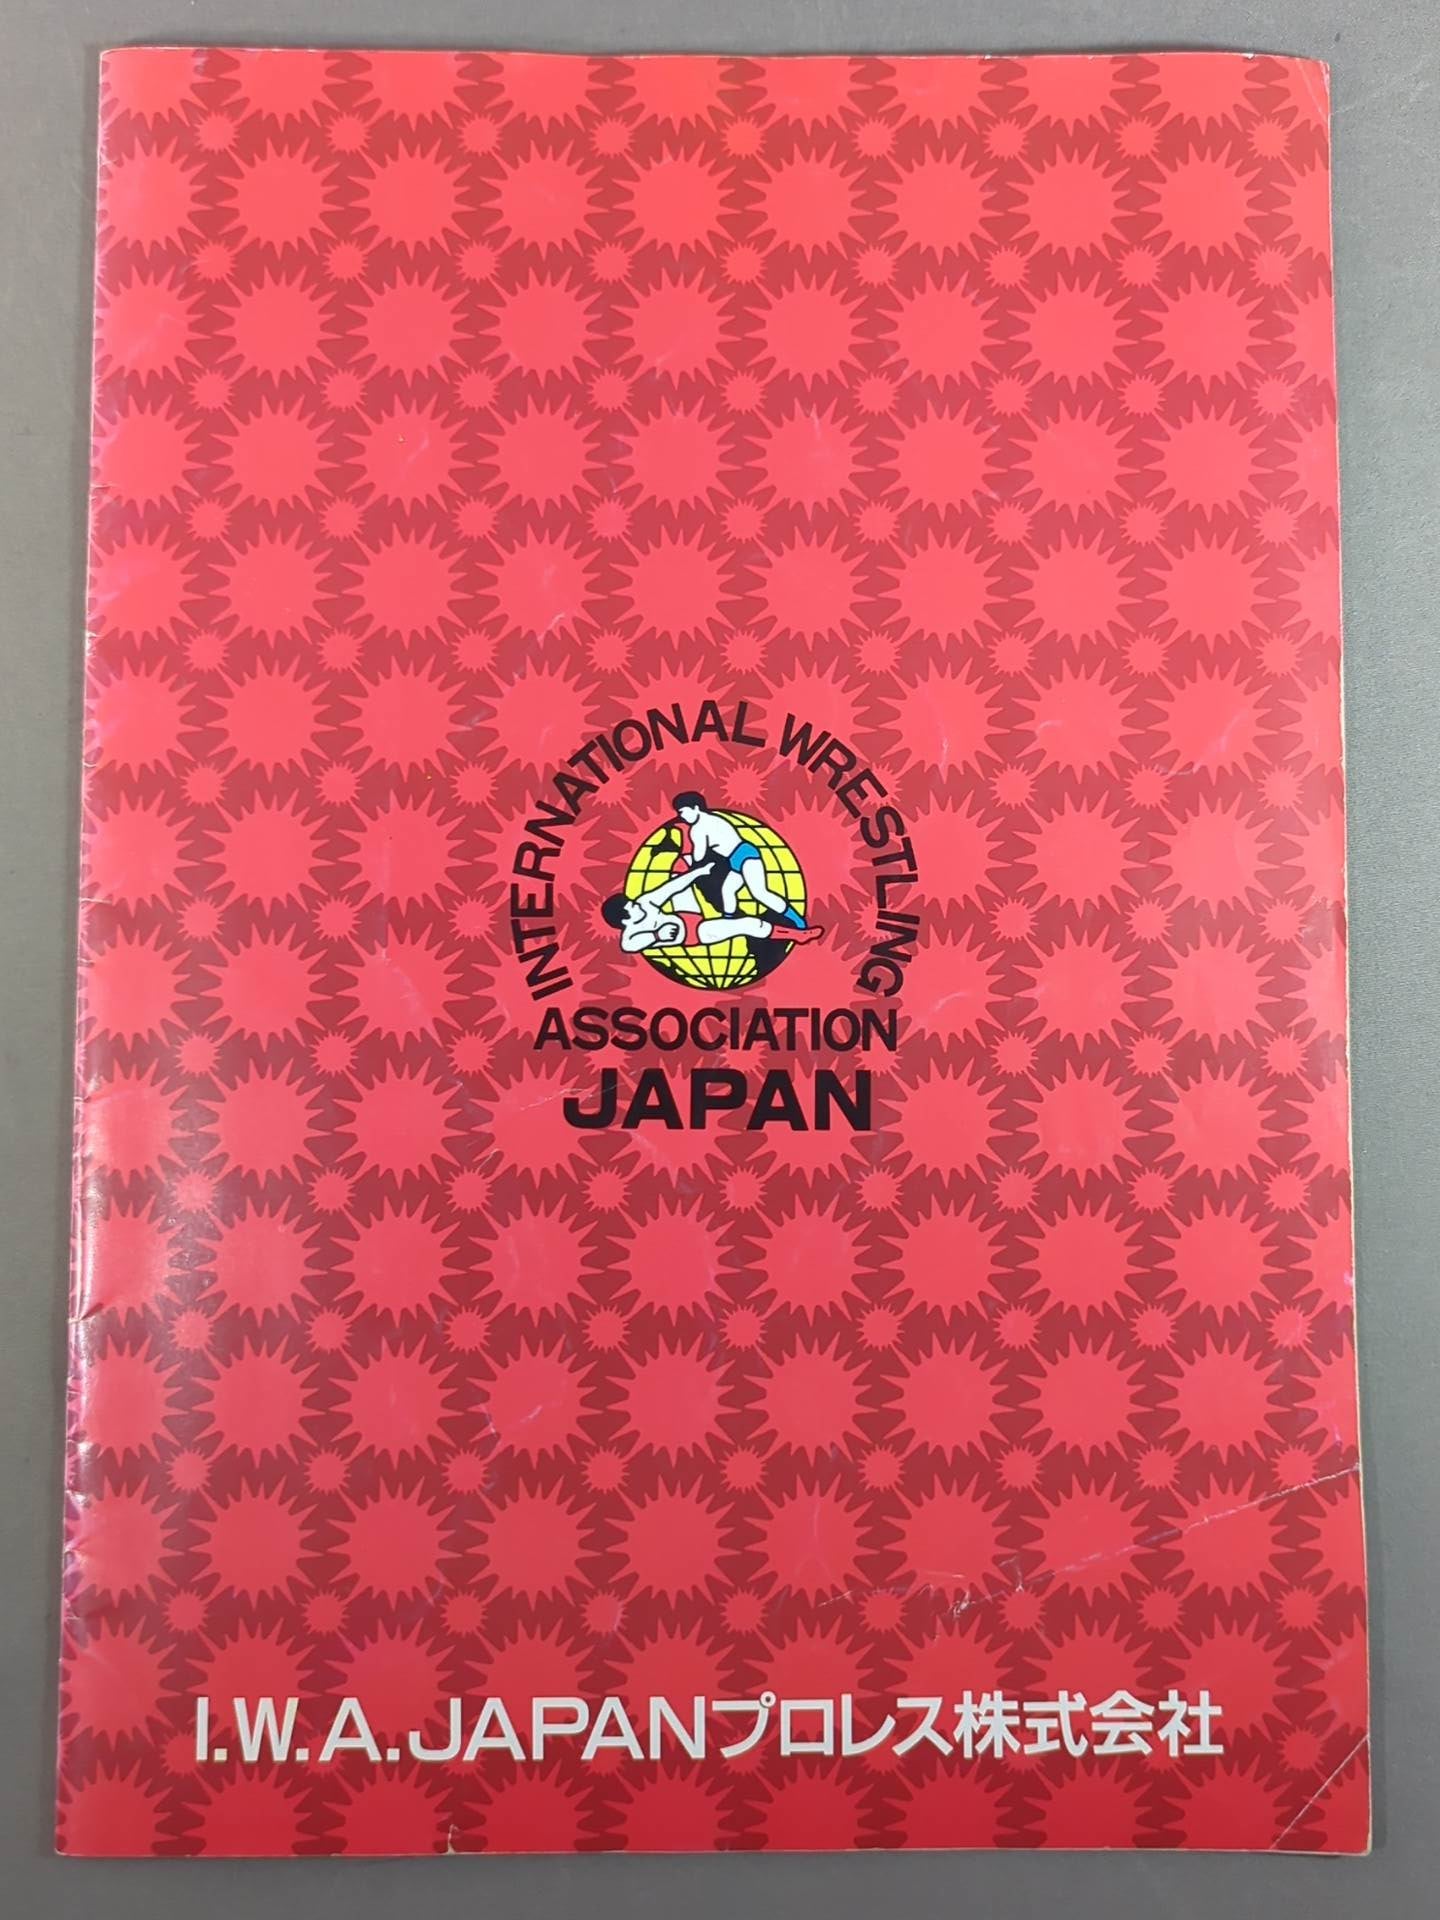 INTERNATIONAL WRESTLING
ASSOCIATION
JAPAN
I.W.A.JAPANプロレス株式会社